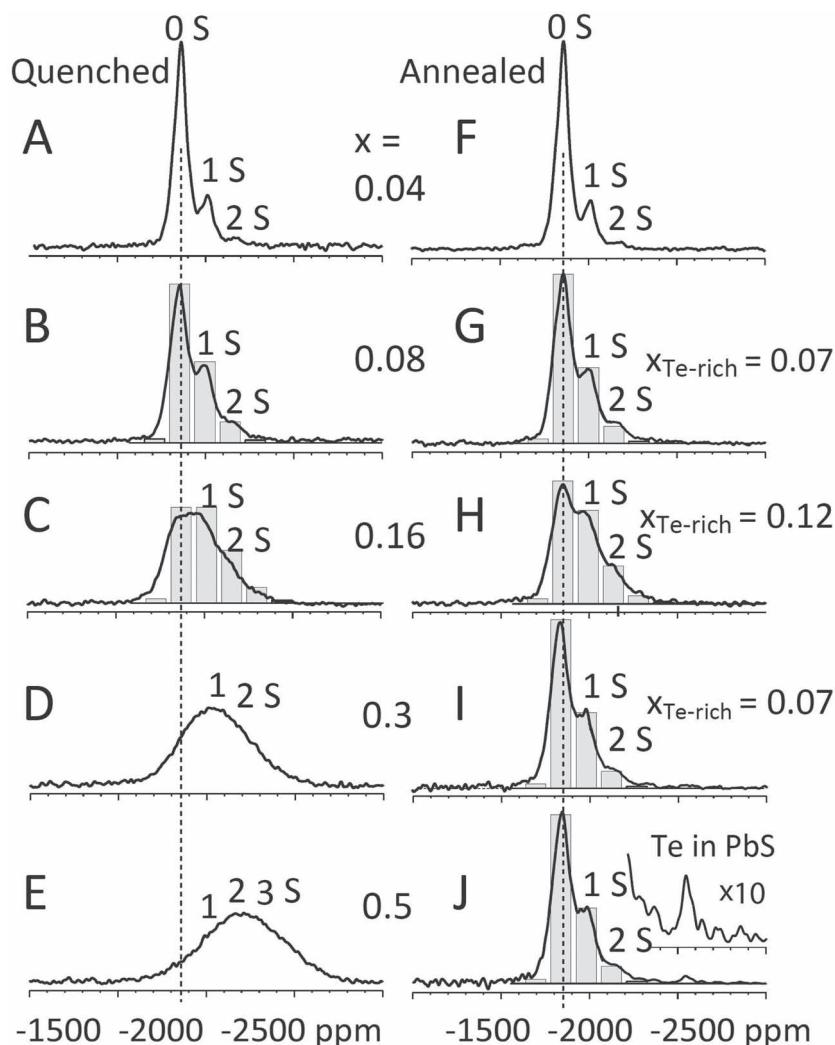 0 S
0 S
Quenched
Annealed
A
x =
0.04
F
1 S
2 S
1 S
2 S
B
1 S
2 S
0.08
G
1 S
2 S
xTe-rich = 0.07
C
1 S
2 S
0.16
H
1 S
2 S
xTe-rich = 0.12
D
1 2 S
0.3
I
1 S
2 S
xTe-rich = 0.07
E
1 2 3 S
0.5
J
1 S
2 S
Te in PbS
x10
-1500 -2000 -2500 ppm
-1500 -2000 -2500 ppm